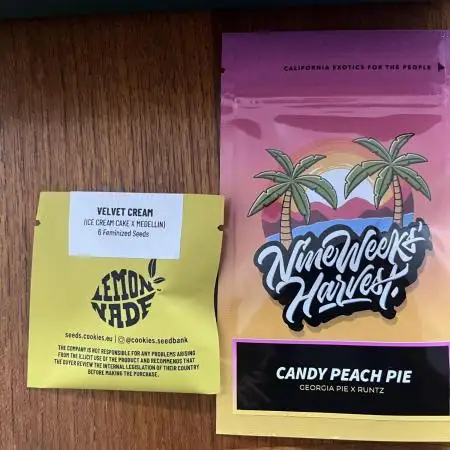 VELVET CREAM
(ICE CREAM CAKE X MEDELLIN)
6 Feminized Seeds
LEMON-
NADE
seeds.cookies.eu | @cookies.seedbank
THE COMPANY IS NOT RESPONSIBLE FOR ANY PROBLEMS ARISING
FROM THE ILLICIT USE OF THE PRODUCT AND RECOMMENDS THAT
THE BUYER REVIEW THE INTERNAL LEGISLATION OF THEIR COUNTRY
BEFORE MAKING THE PURCHASE.
CALIFORNIA EXOTICS FOR THE PEOPLE
Nine Weeks'
Harvest.
CANDY PEACH PIE
GEORGIA PIE X RUNTZ